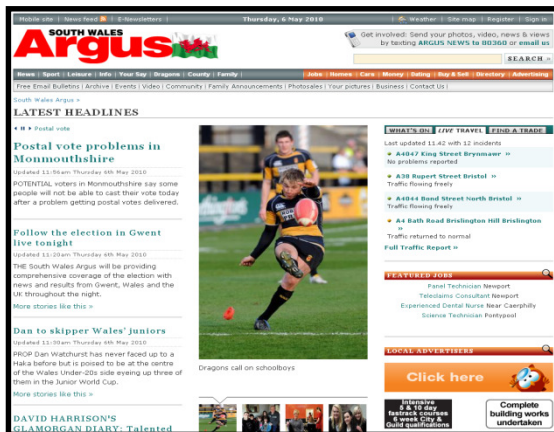 Mobile site | News feed | E-Newsletters |
Thursday, 6 May 2010
Weather | Site map | Register | Sign in
SOUTH WALES
Argus
Get involved: Send your photos, video, news & views
by texting ARGUS NEWS to 80360 or email us
SEARCH »
News | Sport | Leisure | Info | Your Say | Dragons | County | Family |
Jobs | Homes | Cars | Money | Dating | Buy & Sell | Directory | Advertising
Free Email Bulletins | Archive | Events | Video | Community | Family Announcements | Photosales | Your pictures | Business | Contact Us |
South Wales Argus »
LATEST HEADLINES
Postal vote
Postal vote problems in
Monmouthshire
Updated 11:56am Thursday 6th May 2010
POTENTIAL voters in Monmouthshire say some
people will not be able to cast their vote today
after a problem getting postal votes delivered.
Follow the election in Gwent
live tonight
Updated 11:20am Thursday 6th May 2010
THE South Wales Argus will be providing
comprehensive coverage of the election with
news and results from Gwent, Wales and the
UK throughout the night.
More stories like this »
Dan to skipper Wales' juniors
Updated 11:30am Thursday 6th May 2010
PROP Dan Watchurst has never faced up to a
Haka before but is poised to be at the centre
of the Wales Under-20s side eyeing up three of
them in the Junior World Cup.
More stories like this »
DAVID HARRISON'S
GLAMORGAN DIARY: Talented
Dragons call on schoolboys
WHAT'S ON
LIVE TRAVEL
FIND A TRADE
Last updated 11.42 with 12 incidents
A4047 King Street Brynmawr »
No problems reported
A38 Rupert Street Bristol »
Traffic flowing freely
A4044 Bond Street North Bristol »
Traffic flowing freely
A4 Bath Road Brislington Hill Brislington
»
Traffic returned to normal
Full Traffic Report »
FEATURED JOBS
Panel Technician Newport
Teleclaims Consultant Newport
Experienced Dental Nurse Near Caerphilly
Science Technician Pontypool
LOCAL ADVERTISERS
Click here
Intensive
5 & 10 day
fastrack courses
6 week City &
Guild qualifications
Complete
building works
undertaken